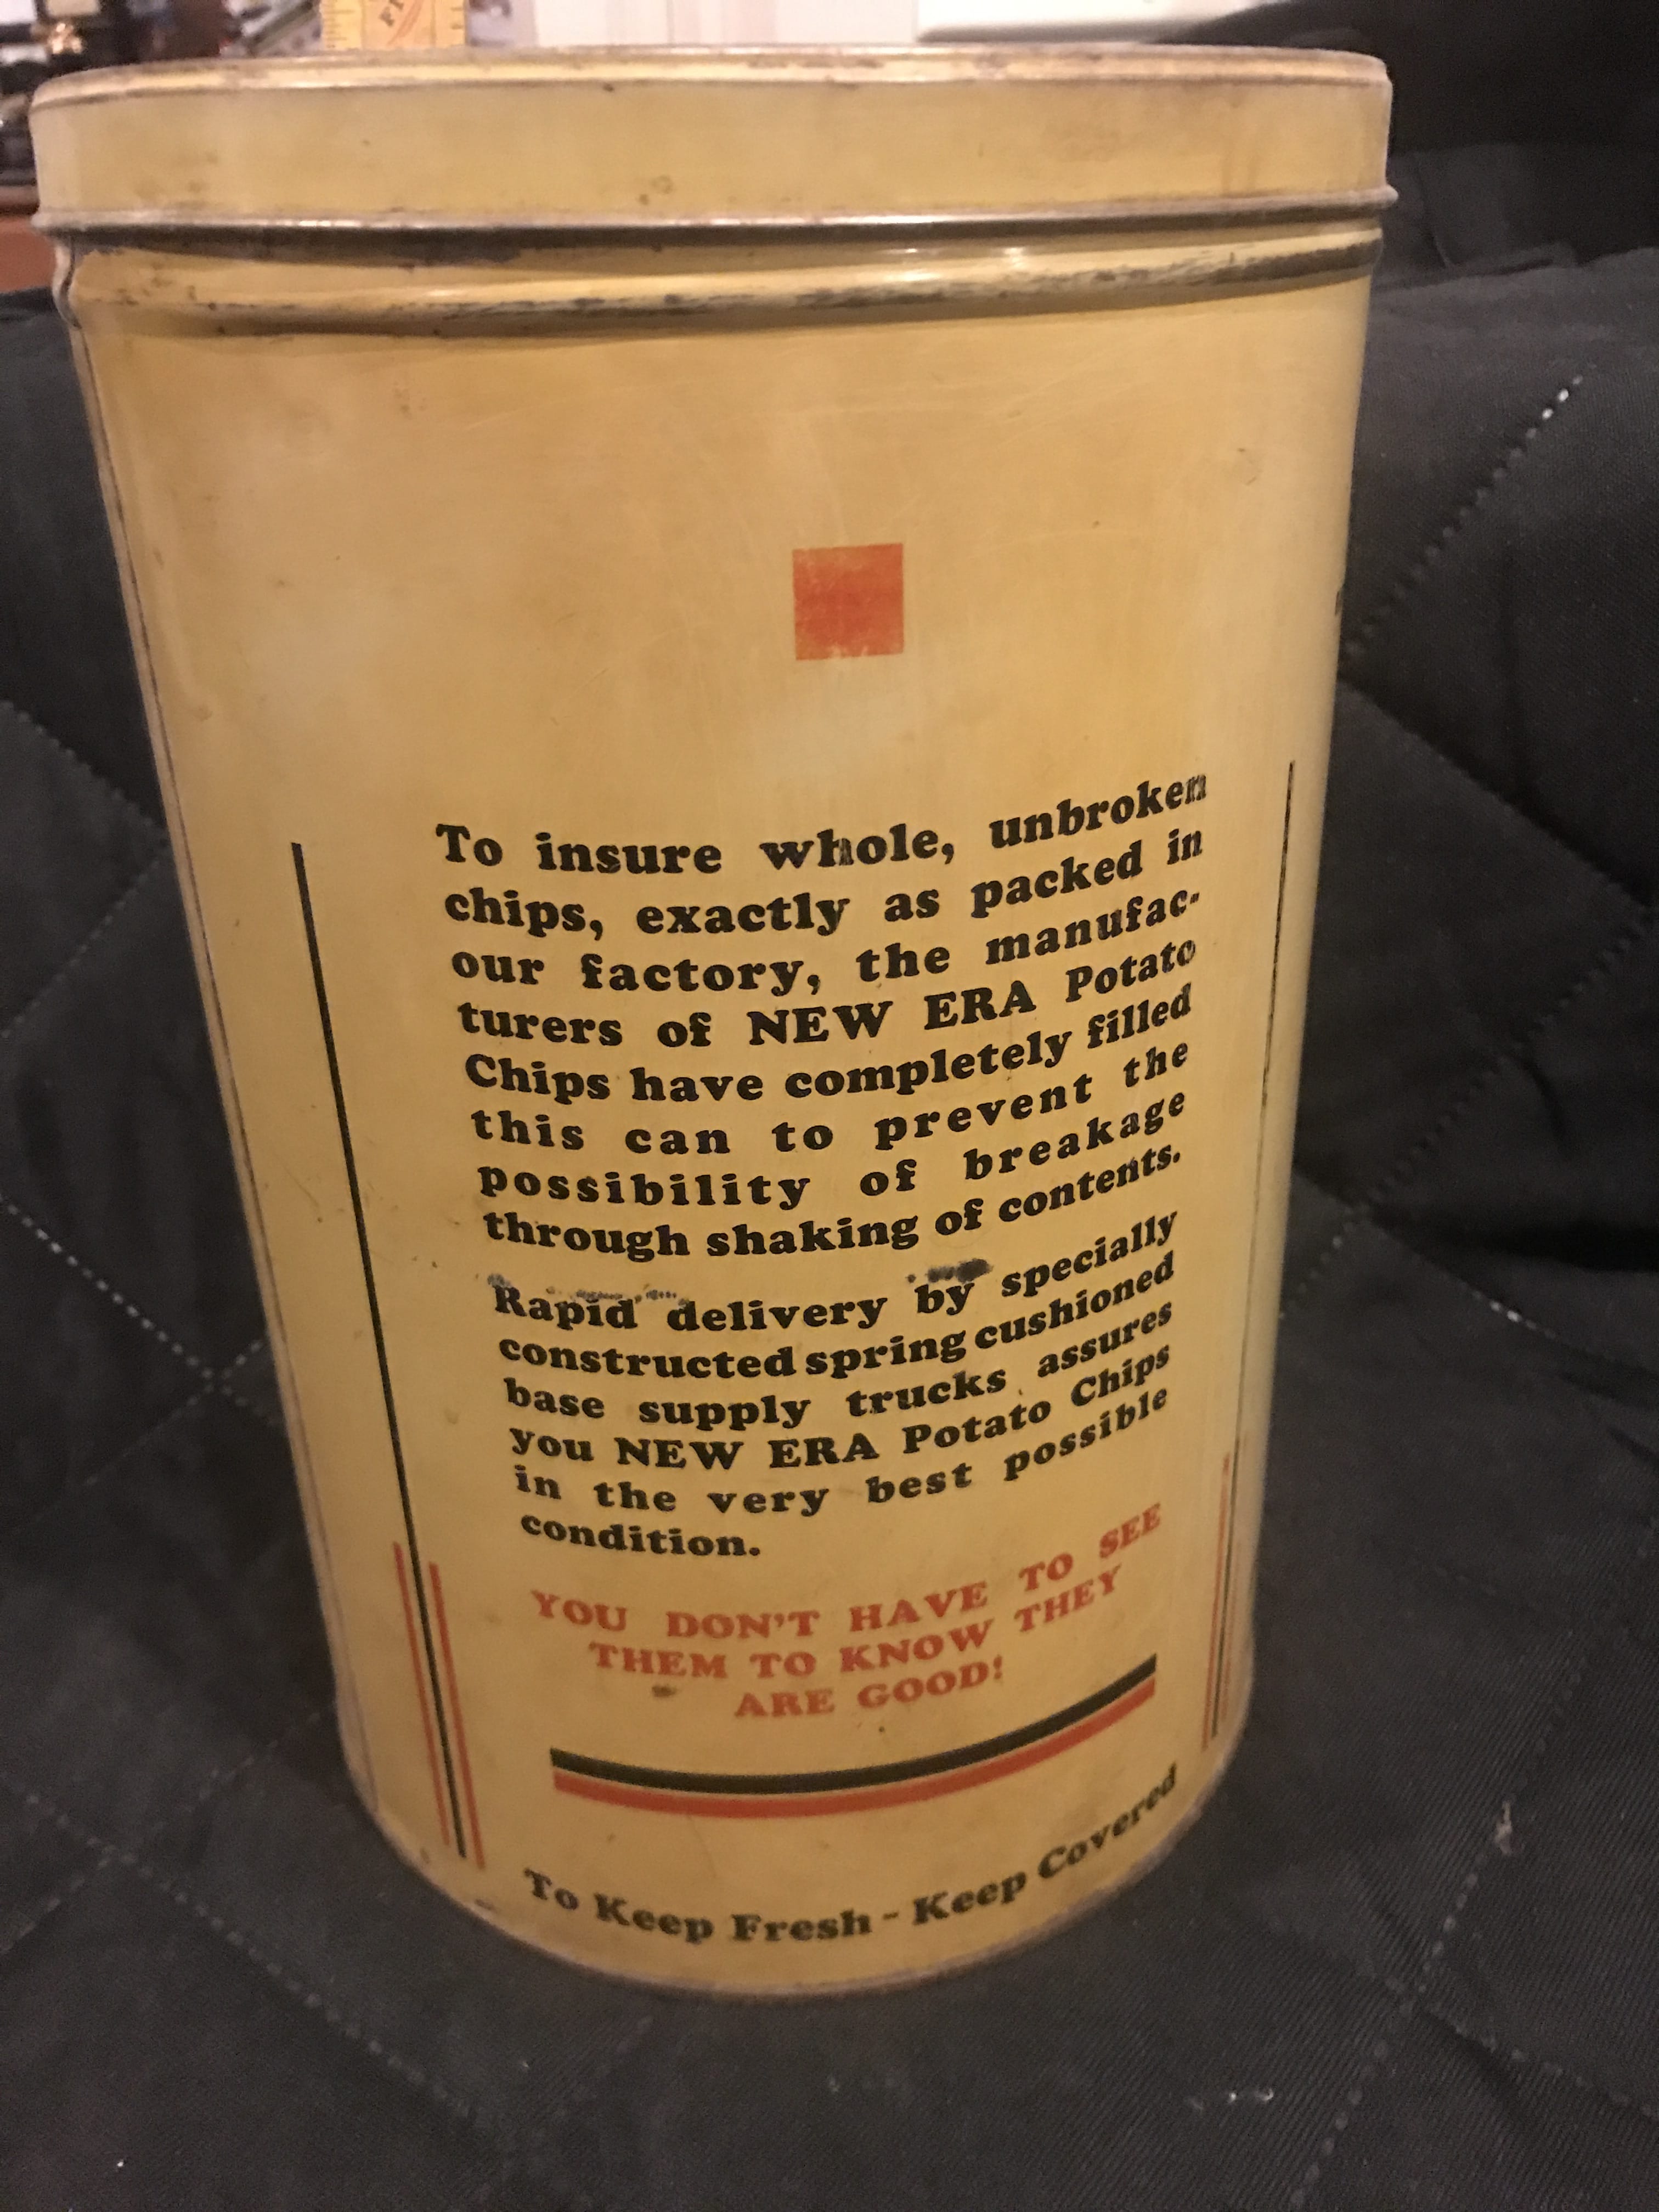 To insure whole, unbroken
chips, exactly as packed in
our factory, the manufac-
turers of NEW ERA Potato
Chips have completely filled
this can to prevent the
possibility of breakage
through shaking of contents.
Rapid delivery by specially
constructed spring cushioned
base supply trucks assures
you NEW ERA Potato Chips
in the very best possible
condition.
YOU DON'T HAVE TO SEE
THEM TO KNOW THEY
ARE GOOD!
To Keep Fresh - Keep Covered